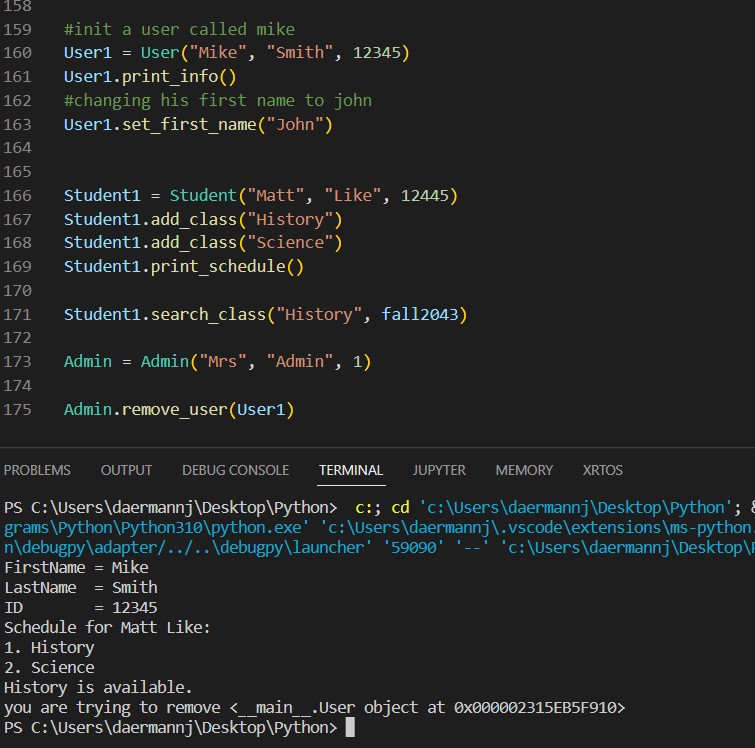 158
159 #init a user called mike
160 User1 = User("Mike", "Smith", 12345)
161 User1.print_info()
162 #changing his first name to john
163 User1.set_first_name("John")
164
165
166 Student1 = Student("Matt", "Like", 12445)
167 Student1.add_class("History")
168 Student1.add_class("Science")
169 Student1.print_schedule()
170
171 Student1.search_class("History", fall2043)
172
173 Admin = Admin("Mrs", "Admin", 1)
174
175 Admin.remove_user(User1)
PROBLEMS OUTPUT DEBUG CONSOLE TERMINAL JUPYTER MEMORY XRTOS
PS C:\Users\daermannj\Desktop\Python> c:; cd 'c:\Users\daermannj\Desktop\Python'; &
grams\Python\Python310\python.exe' 'c:\Users\daermannj\.vscode\extensions\ms-python.
n\debugpy\adapter/../..\debugpy\launcher' '59090' '--' 'c:\Users\daermannj\Desktop\P
FirstName = Mike
LastName  = Smith
ID        = 12345
Schedule for Matt Like:
1. History
2. Science
History is available.
you are trying to remove <__main__.User object at 0x000002315EB5F910>
PS C:\Users\daermannj\Desktop\Python>